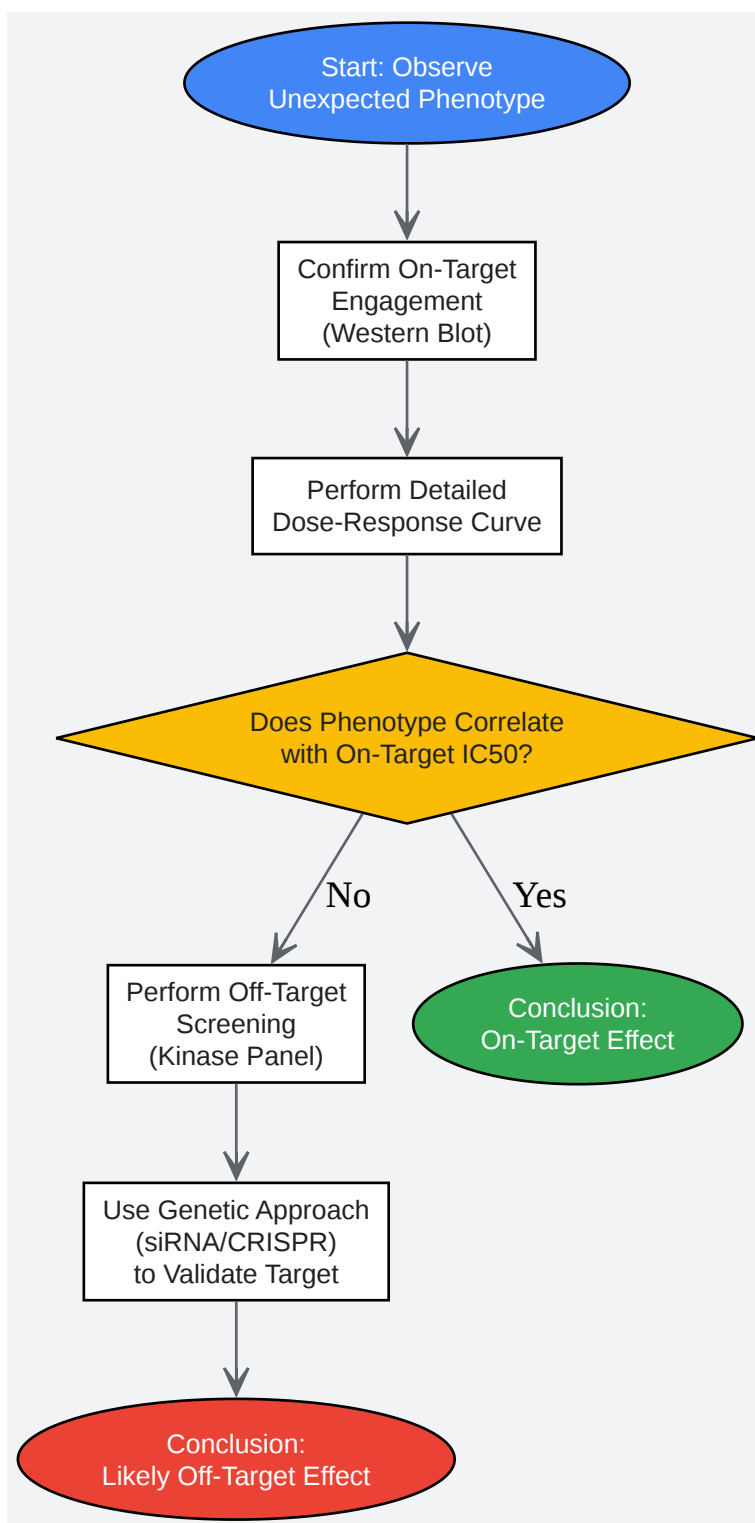 Start: Observe
Unexpected Phenotype
Confirm On-Target
Engagement
(Western Blot)
Perform Detailed
Dose-Response Curve
Does Phenotype Correlate
with On-Target IC50?
No
Yes
Perform Off-Target
Screening
(Kinase Panel)
Conclusion:
On-Target Effect
Use Genetic Approach
(siRNA/CRISPR)
to Validate Target
Conclusion:
Likely Off-Target Effect